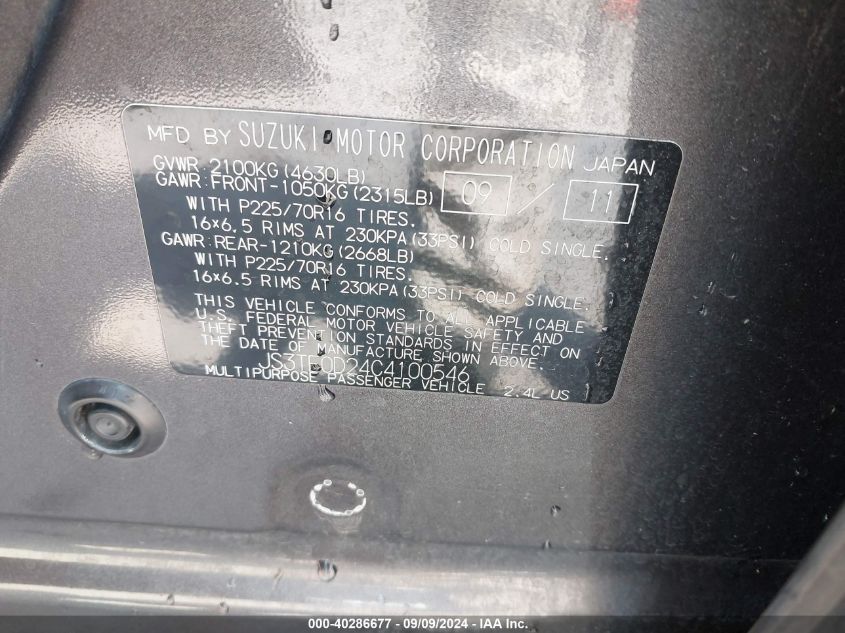 MFD BY SUZUKI MOTOR CORPORATION JAPAN
GVWR:2100KG(4630LB)
GAWR:FRONT-1050KG(2315LB) 09 / 11
WITH P225/70R16 TIRES.
16×6.5 RIMS AT 230KPA(33PSI) COLD SINGLE.
GAWR:REAR-1210KG(2668LB)
WITH P225/70R16 TIRES.
16×6.5 RIMS AT 230KPA(33PSI) COLD SINGLE.
THIS VEHICLE CONFORMS TO ALL APPLICABLE
U.S. FEDERAL MOTOR VEHICLE SAFETY AND
THEFT PREVENTION STANDARDS IN EFFECT ON
THE DATE OF MANUFACTURE SHOWN ABOVE.
MULTIPURPOSE PASSENGER VEHICLE 2.4L US
000-40286677 - 09/09/2024 - IAA Inc.